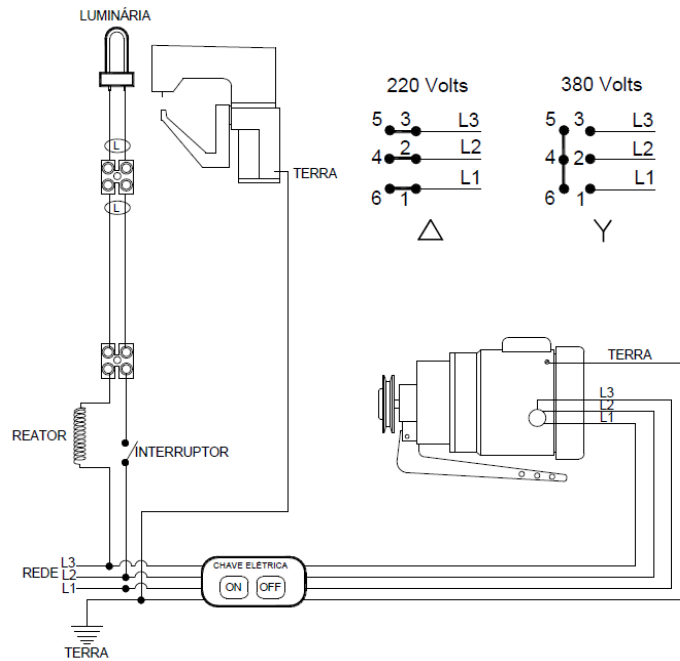 LUMINÁRIA
L
L
TERRA
220 Volts
5 3 L3
4 2 L2
6 1 L1
380 Volts
5 3 L3
4 2 L2
6 1 L1
Y
TERRA
L3
L2
L1
REATOR
INTERRUPTOR
CHAVE ELÉTRICA
ON OFF
L3
REDE L2
L1
TERRA